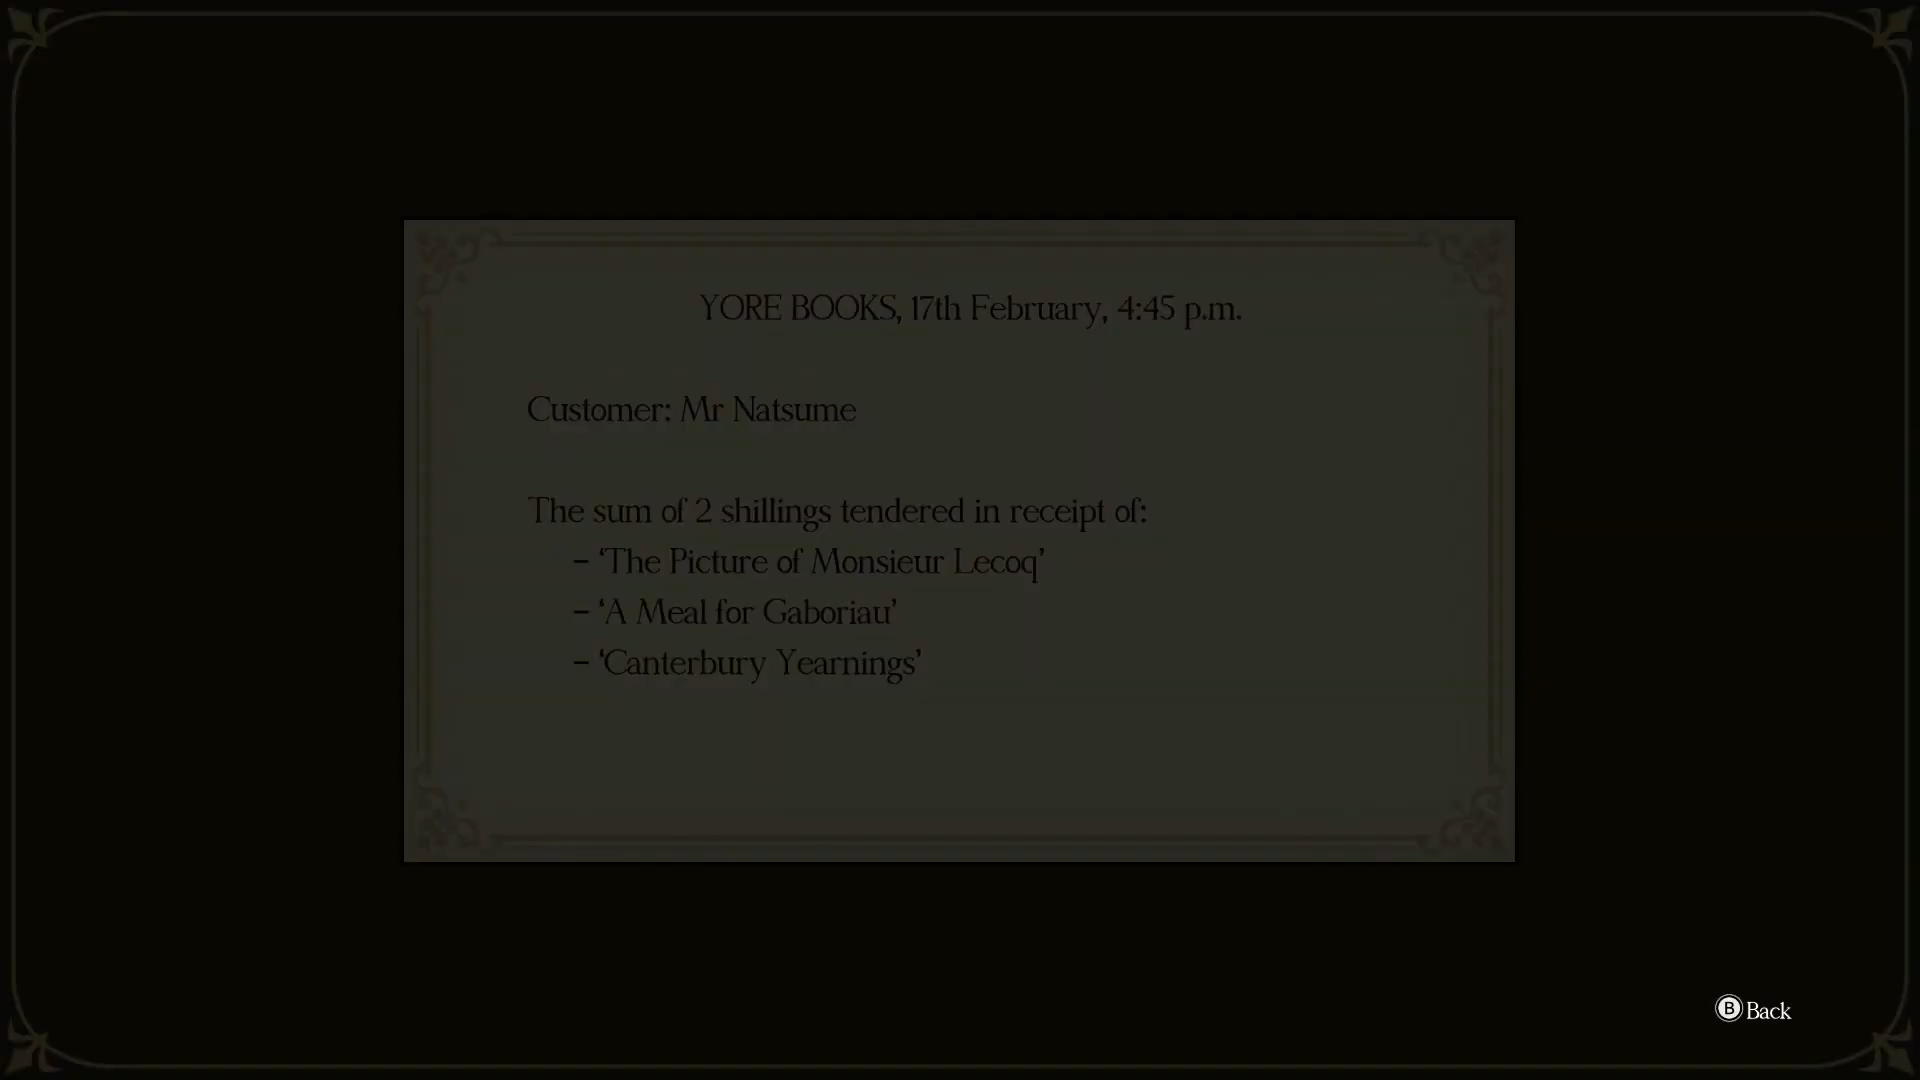 YORE BOOKS, 17th February, 4:45 p.m.
Customer: Mr Natsume
The sum of 2 shillings tendered in receipt of:
– ‘The Picture of Monsieur Lecoq’
– ‘A Meal for Gaboriau’
– ‘Canterbury Yearnings’
B Back